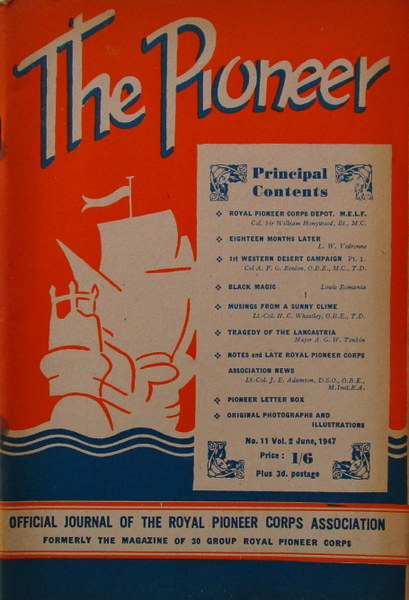 The Pioneer
Principal
Contents
ROYAL PIONEER CORPS DEPOT. M.E.L.F.
Col. Sir William Honywood, Bt., M.C.
EIGHTEEN MONTHS LATER
L. W. Vedrenne
1st WESTERN DESERT CAMPAIGN Pt. 1.
Col A. F. G. Renton, O.B.E., M.C., T.D.
BLACK MAGIC Louis Romania
MUSINGS FROM A SUNNY CLIME
Lt.-Col. H. C. Wheatley, O.B.E., T.D.
TRAGEDY OF THE LANCASTRIA
Major A. G. W. Tonkin
NOTES and LATE ROYAL PIONEER CORPS
ASSOCIATION NEWS
Lt.-Col. J. E. Adamson, D.S.O., O.B.E.,
M.Inst.R.A.
PIONEER LETTER BOX
ORIGINAL PHOTOGRAPHS AND
ILLUSTRATIONS
No. 11 Vol. 2 June, 1947
Price : 1/6
Plus 3d. postage
OFFICIAL JOURNAL OF THE ROYAL PIONEER CORPS ASSOCIATION
FORMERLY THE MAGAZINE OF 30 GROUP ROYAL PIONEER CORPS